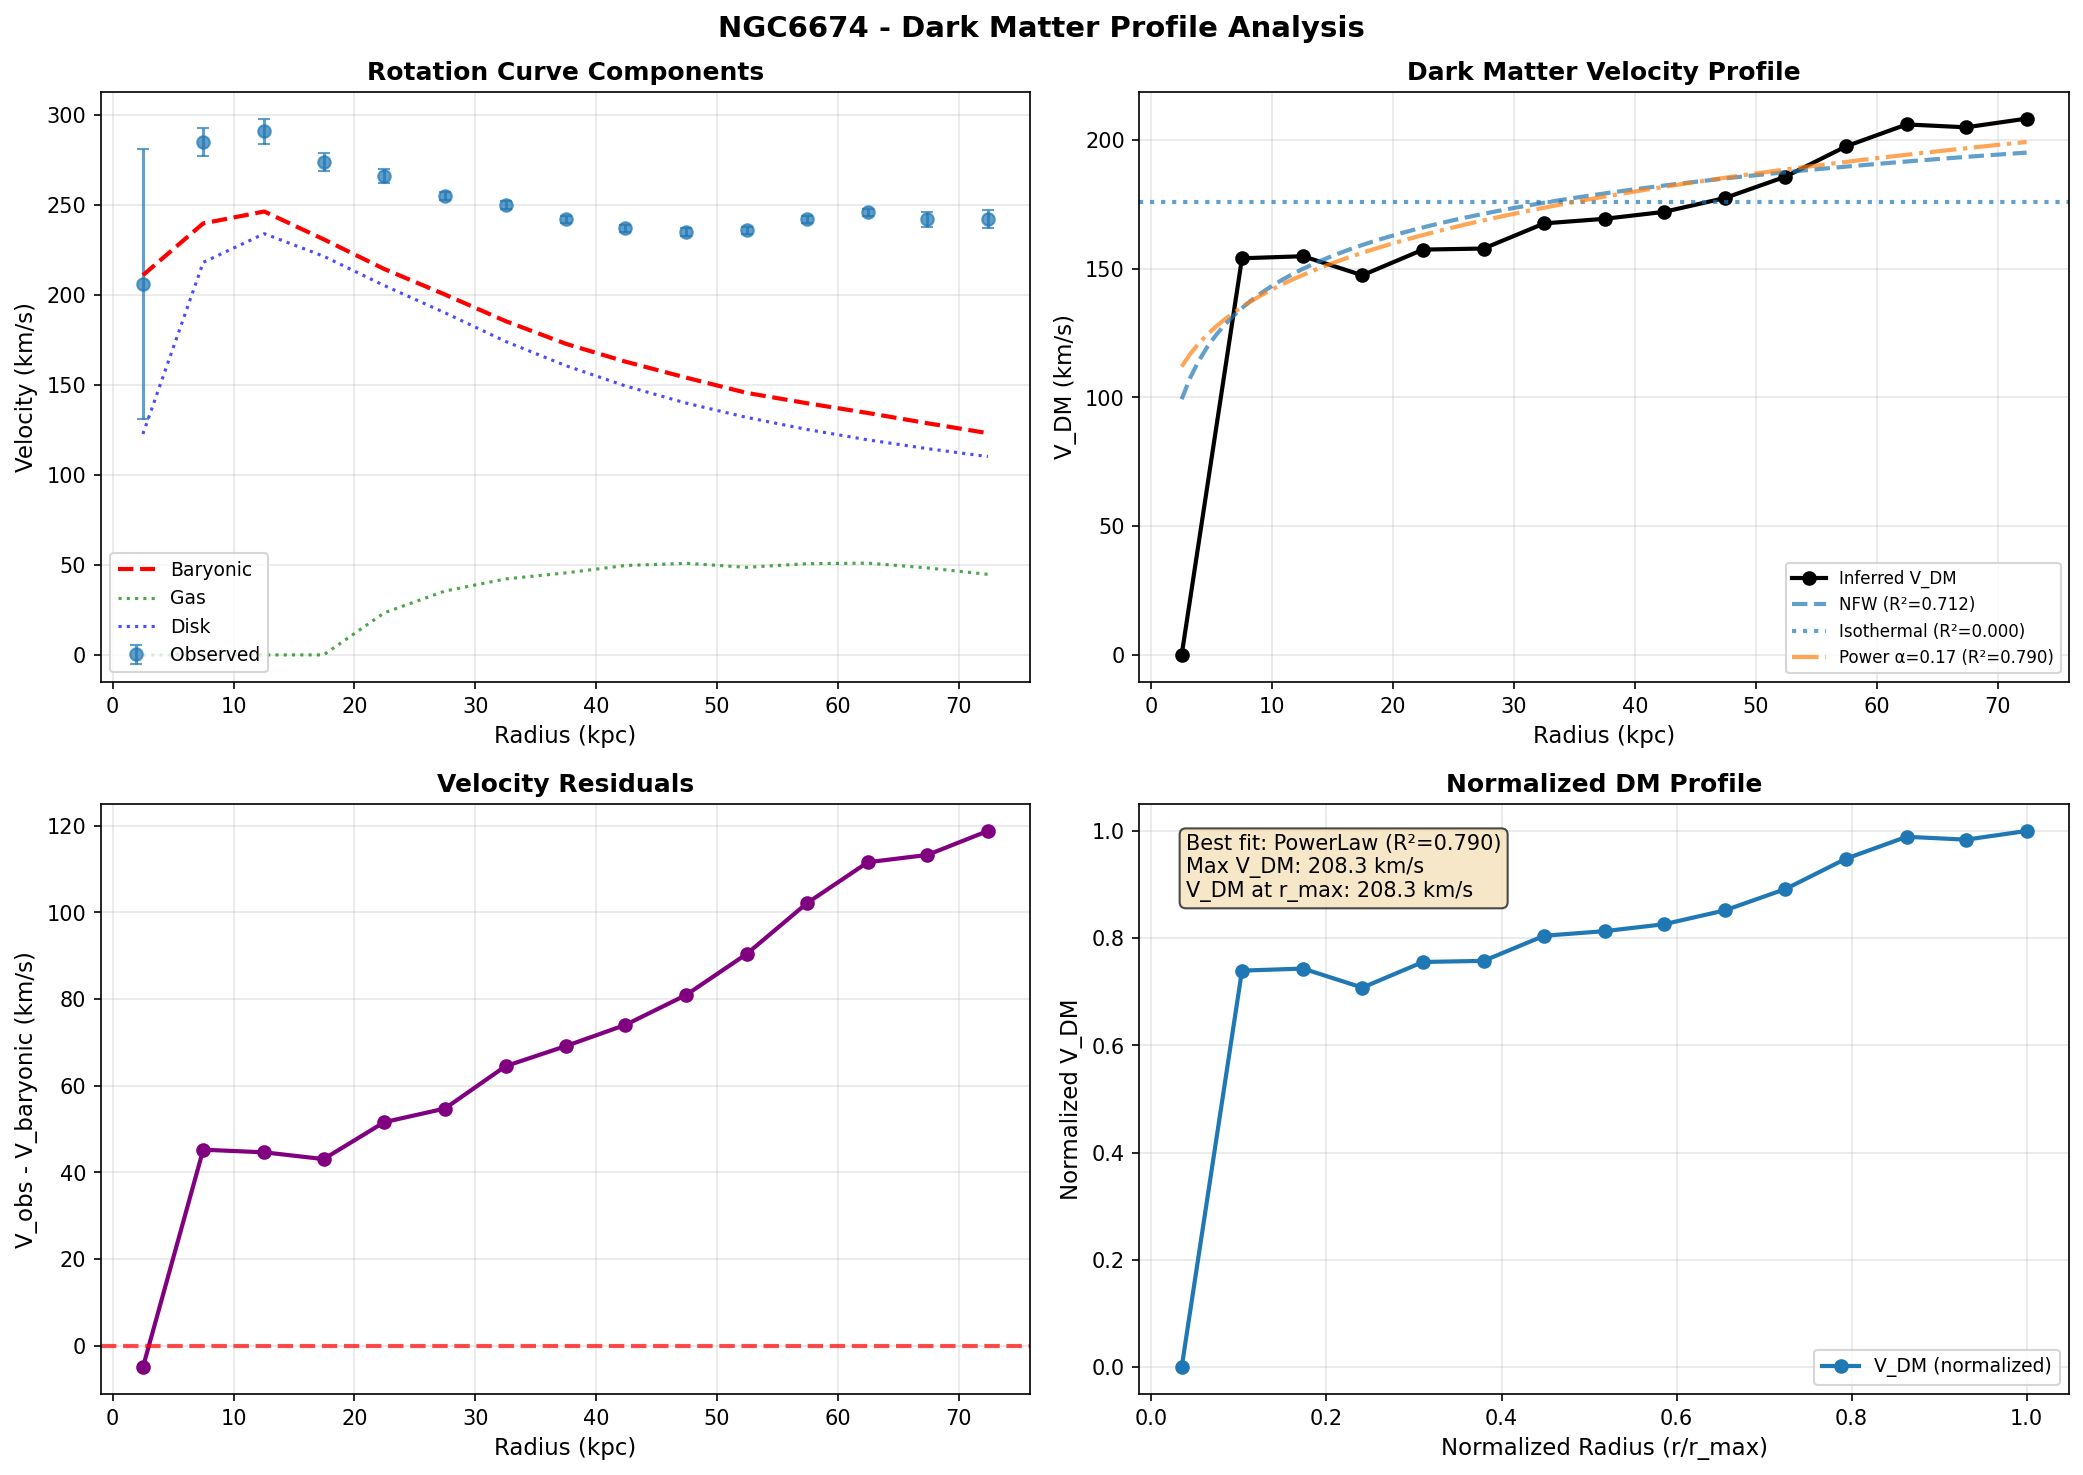 NGC6674 - Dark Matter Profile Analysis
Rotation Curve Components
Velocity (km/s)
300
250
200
150
100
50
0
Baryonic
Gas
Disk
Observed
0 10 20 30 40 50 60 70
Radius (kpc)
Dark Matter Velocity Profile
V_DM (km/s)
200
150
100
50
0
Inferred V_DM
NFW (R²=0.712)
Isothermal (R²=0.000)
Power α=0.17 (R²=0.790)
0 10 20 30 40 50 60 70
Radius (kpc)
Velocity Residuals
V_obs - V_baryonic (km/s)
120
100
80
60
40
20
0
0 10 20 30 40 50 60 70
Radius (kpc)
Normalized DM Profile
Normalized V_DM
1.0
0.8
0.6
0.4
0.2
0.0
Best fit: PowerLaw (R²=0.790)
Max V_DM: 208.3 km/s
V_DM at r_max: 208.3 km/s
V_DM (normalized)
0.0 0.2 0.4 0.6 0.8 1.0
Normalized Radius (r/r_max)